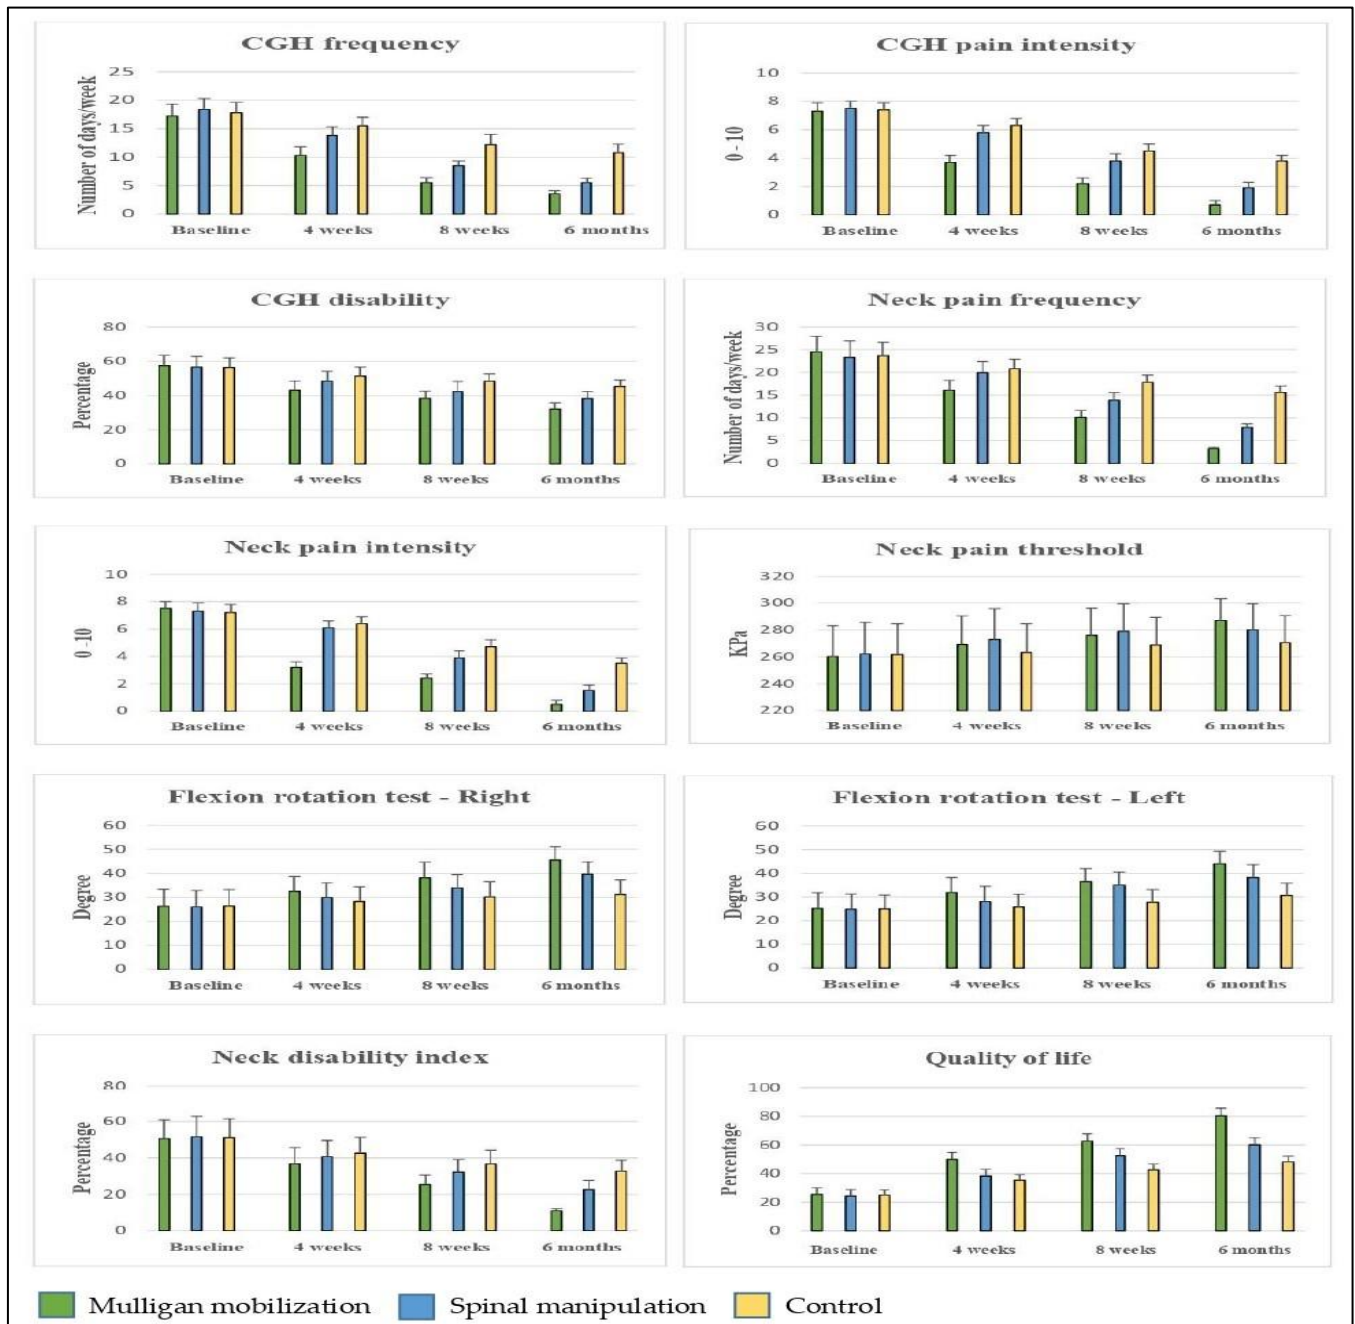 CGH frequency
Number of days/week
25
20
15
10
5
0
Baseline 4 weeks 8 weeks 6 months
CGH pain intensity
0 - 10
10
8
6
4
2
0
Baseline 4 weeks 8 weeks 6 months
CGH disability
Percentage
80
60
40
20
0
Baseline 4 weeks 8 weeks 6 months
Neck pain frequency
Number of days/week
30
25
20
15
10
5
0
Baseline 4 weeks 8 weeks 6 months
Neck pain intensity
0 -10
10
8
6
4
2
0
Baseline 4 weeks 8 weeks 6 months
Neck pain threshold
KPa
320
300
280
260
240
220
Baseline 4 weeks 8 weeks 6 months
Flexion rotation test - Right
Degree
60
50
40
30
20
10
0
Baseline 4 weeks 8 weeks 6 months
Flexion rotation test - Left
Degree
60
50
40
30
20
10
0
Baseline 4 weeks 8 weeks 6 months
Neck disability index
Percentage
80
60
40
20
0
Baseline 4 weeks 8 weeks 6 months
Quality of life
Percentage
100
80
60
40
20
0
Baseline 4 weeks 8 weeks 6 months
Mulligan mobilization Spinal manipulation Control